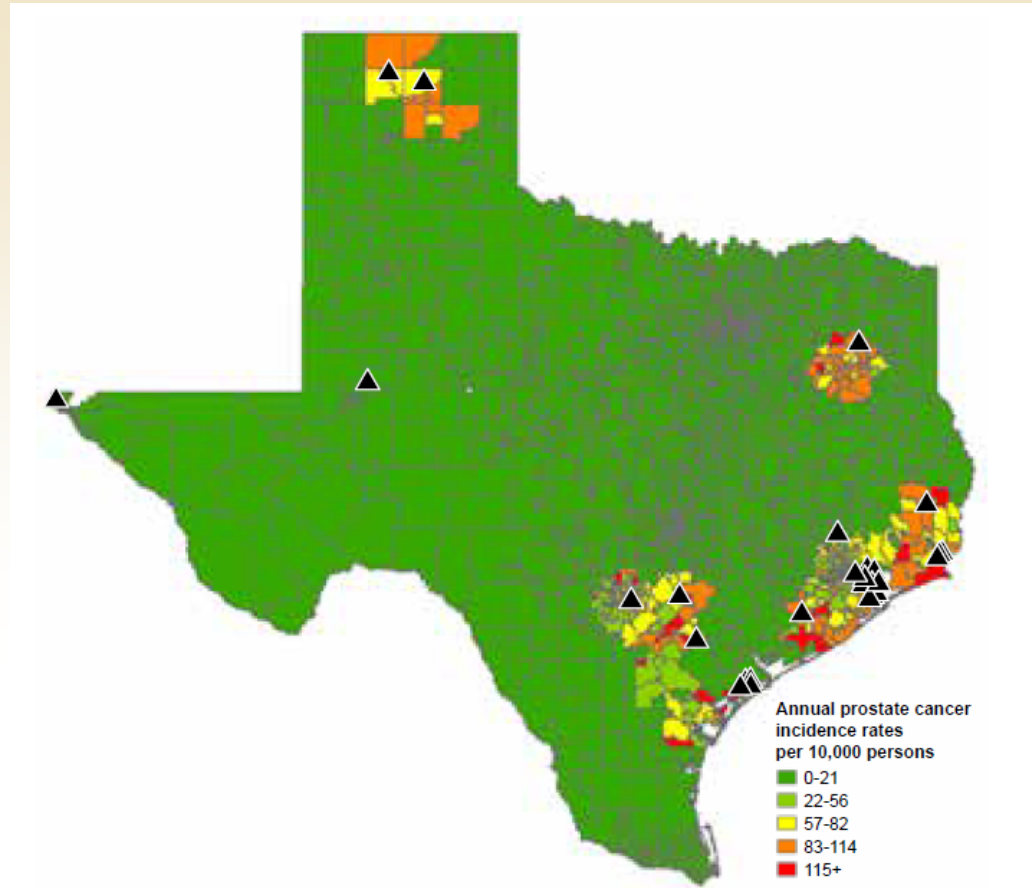 Annual prostate cancer
incidence rates
per 10,000 persons
0-21
22-56
57-82
83-114
115+